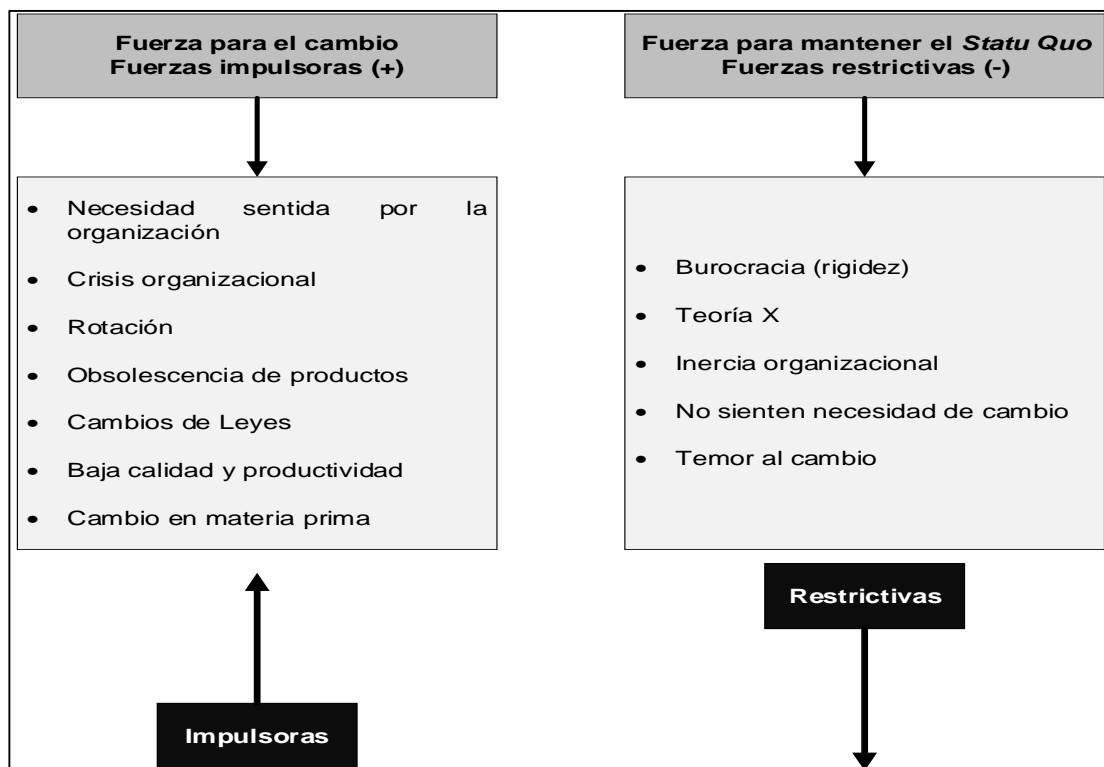 Fuerza para el cambio
Fuerzas impulsoras (+)
• Necesidad sentida por la
organización
• Crisis organizacional
• Rotación
• Obsolescencia de productos
• Cambios de Leyes
• Baja calidad y productividad
• Cambio en materia prima
Impulsoras
Fuerza para mantener el Statu Quo
Fuerzas restrictivas (-)
• Burocracia (rigidez)
• Teoría X
• Inercia organizacional
• No sienten necesidad de cambio
• Temor al cambio
Restrictivas